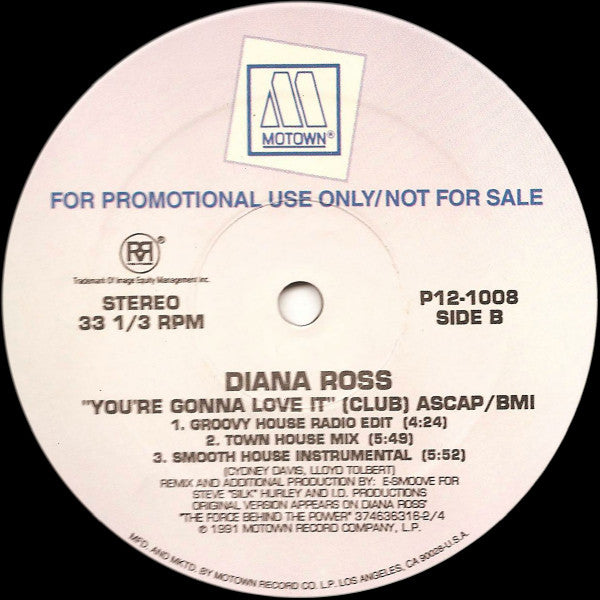 MOTOWN®
FOR PROMOTIONAL USE ONLY/NOT FOR SALE
RR®
Trademark Of Image Equity Management Inc.
STEREO
33 1/3 RPM
P12-1008
SIDE B
DIANA ROSS
"YOU'RE GONNA LOVE IT" (CLUB) ASCAP/BMI
1. GROOVY HOUSE RADIO EDIT (4:24)
2. TOWN HOUSE MIX (5:49)
3. SMOOTH HOUSE INSTRUMENTAL (5:52)
(CYDNEY DAVIS, LLOYD TOLBERT)
REMIX AND ADDITIONAL PRODUCTION BY: E-SMOOVE FOR
STEVE "SILK" HURLEY AND I.D. PRODUCTIONS
ORIGINAL VERSION APPEARS ON DIANA ROSS'
"THE FORCE BEHIND THE POWER" 374636316-2/4
© 1991 MOTOWN RECORD COMPANY, L.P.
MFD. AND MKTD. BY MOTOWN RECORD CO. L.P. LOS ANGELES, CA 90028-U.S.A.